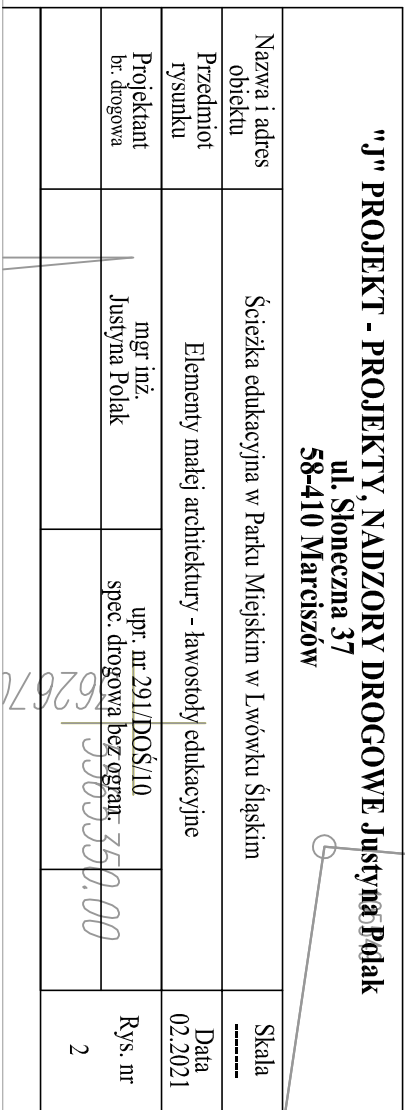 "J" PROJEKT - PROJEKTY, NADZORY DROGOWE Justyna Polak
ul. Słoneczna 37
58-410 Marciszów
Nazwa i adres
obiektu
Ścieżka edukacyjna w Parku Miejskim w Lwówku Śląskim
Skala
------
Przedmiot
rysunku
Elementy małej architektury - ławostoły edukacyjne
Data
02.2021
Projektant
br. drogowa
mgr inż.
Justyna Polak
upr. nr 291/DOŚ/10
spec. drogowa bez ogran.
Rys. nr
2
350.00